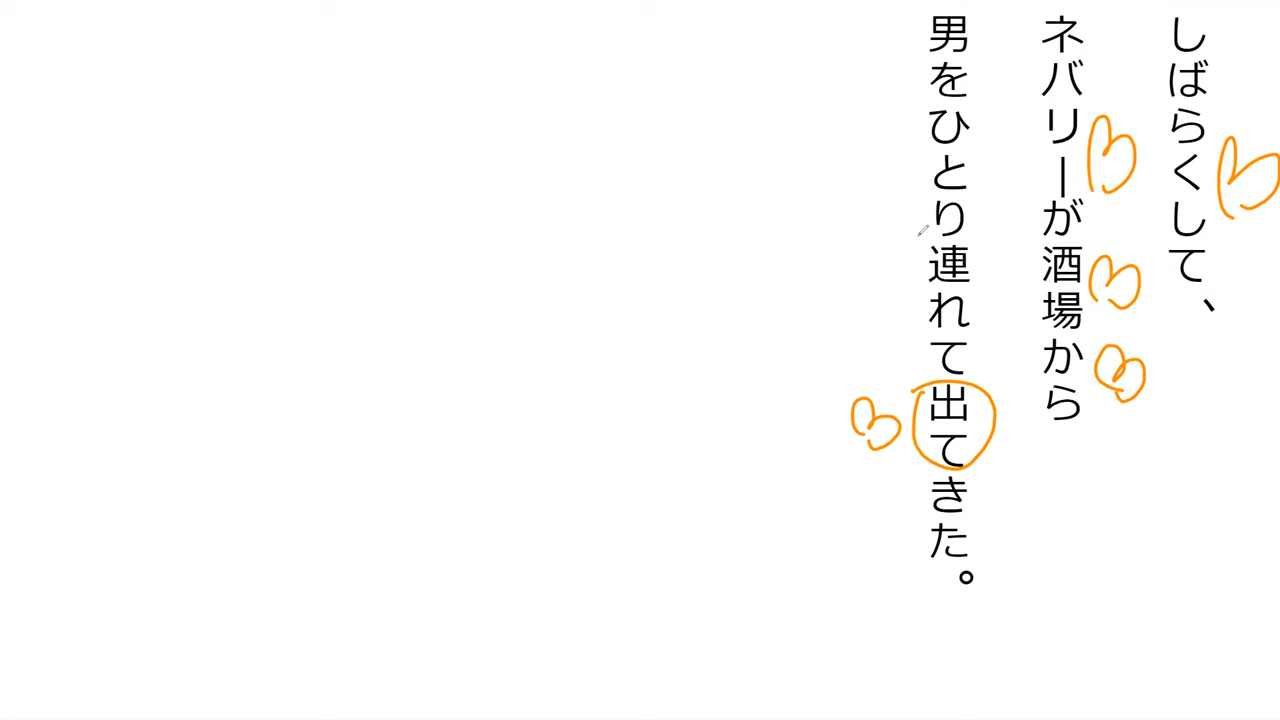 しばらくして、
ネバリーが酒場から
男をひとり連れて出てきた。